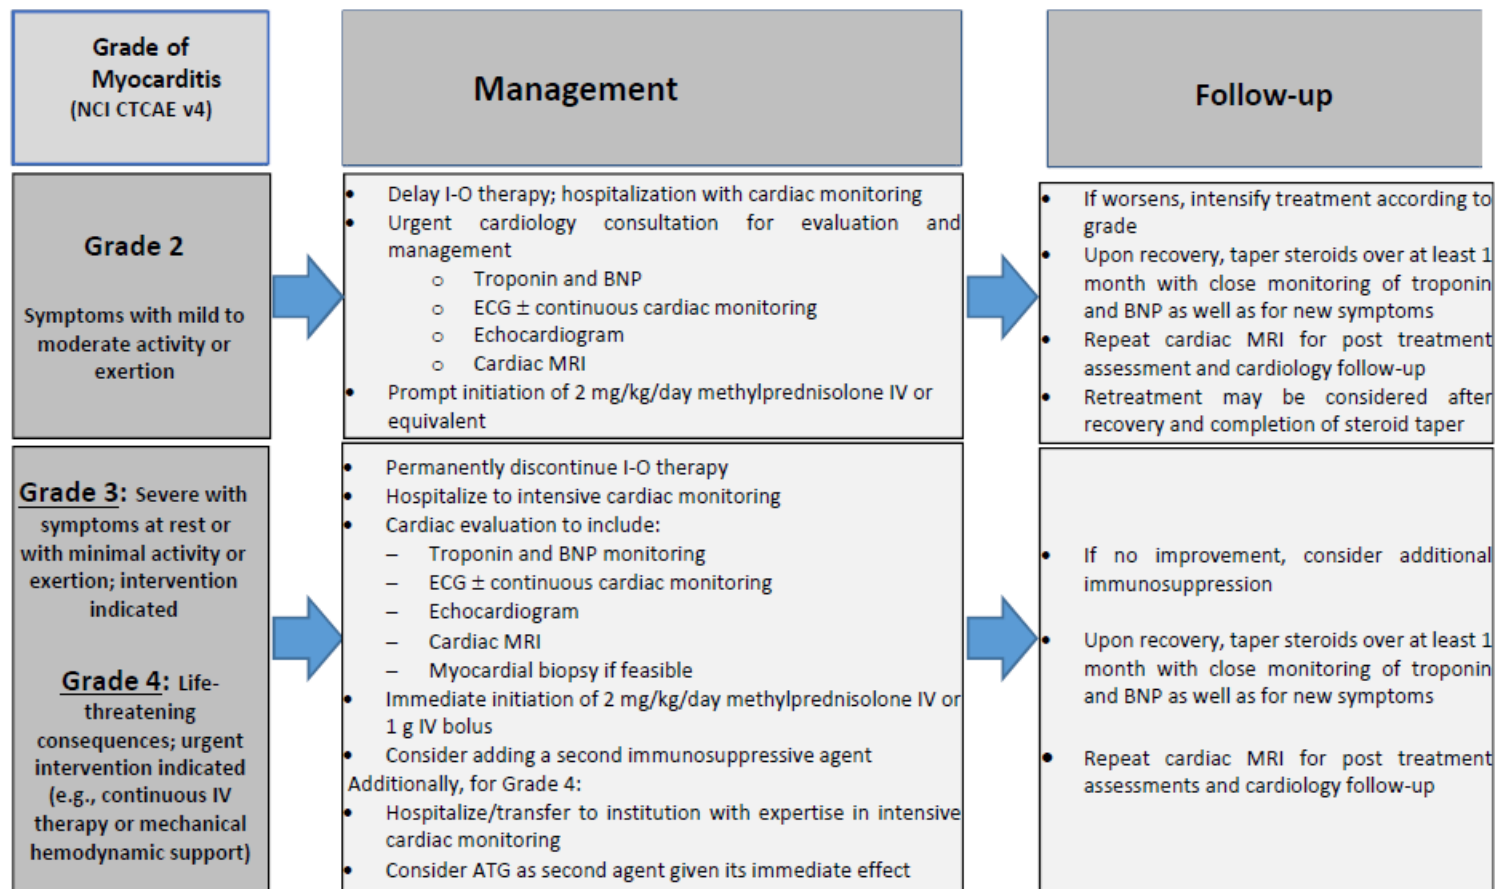 Grade of
Myocarditis
(NCI CTCAE v4)
Management
Follow-up
Grade 2
Symptoms with mild to
moderate activity or
exertion
• Delay I-O therapy; hospitalization with cardiac monitoring
• Urgent cardiology consultation for evaluation and
management
o Troponin and BNP
o ECG ± continuous cardiac monitoring
o Echocardiogram
o Cardiac MRI
• Prompt initiation of 2 mg/kg/day methylprednisolone IV or
equivalent
• If worsens, intensify treatment according to
grade
• Upon recovery, taper steroids over at least 1
month with close monitoring of troponin
and BNP as well as for new symptoms
• Repeat cardiac MRI for post treatment
assessment and cardiology follow-up
• Retreatment may be considered after
recovery and completion of steroid taper
Grade 3: Severe with
symptoms at rest or
with minimal activity or
exertion; intervention
indicated
Grade 4: Life-
threatening
consequences; urgent
intervention indicated
(e.g., continuous IV
therapy or mechanical
hemodynamic support)
• Permanently discontinue I-O therapy
• Hospitalize to intensive cardiac monitoring
• Cardiac evaluation to include:
– Troponin and BNP monitoring
– ECG ± continuous cardiac monitoring
– Echocardiogram
– Cardiac MRI
– Myocardial biopsy if feasible
• Immediate initiation of 2 mg/kg/day methylprednisolone IV or
1 g IV bolus
• Consider adding a second immunosuppressive agent
Additionally, for Grade 4:
• Hospitalize/transfer to institution with expertise in intensive
cardiac monitoring
• Consider ATG as second agent given its immediate effect
• If no improvement, consider additional
immunosuppression
• Upon recovery, taper steroids over at least 1
month with close monitoring of troponin
and BNP as well as for new symptoms
• Repeat cardiac MRI for post treatment
assessments and cardiology follow-up